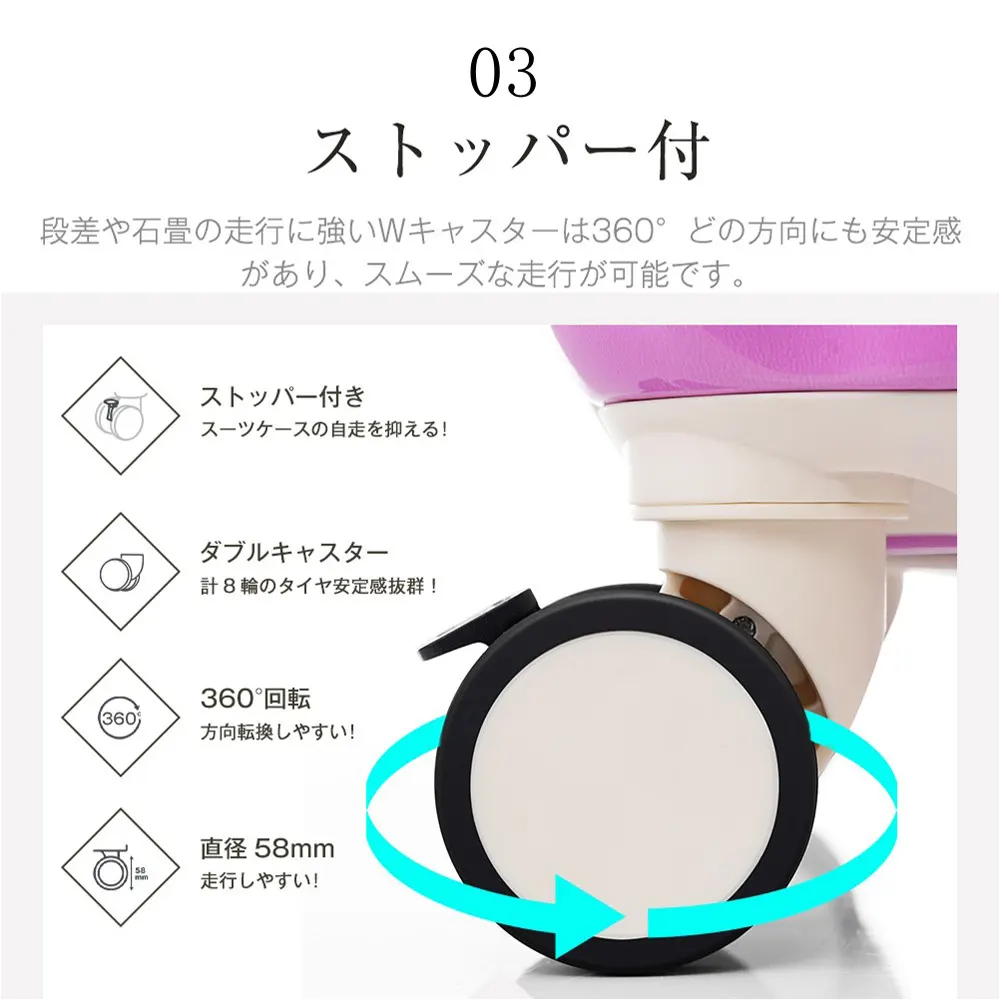 03
ストッパー付
段差や石畳の走行に強いWキャスターは360°どの方向にも安定感
があり、スムーズな走行が可能です。
ストッパー付き
スーツケースの自走を抑える!
ダブルキャスター
計8輪のタイヤ安定感抜群!
360
360°回転
方向転換しやすい!
58
mm
直径 58mm
走行しやすい!